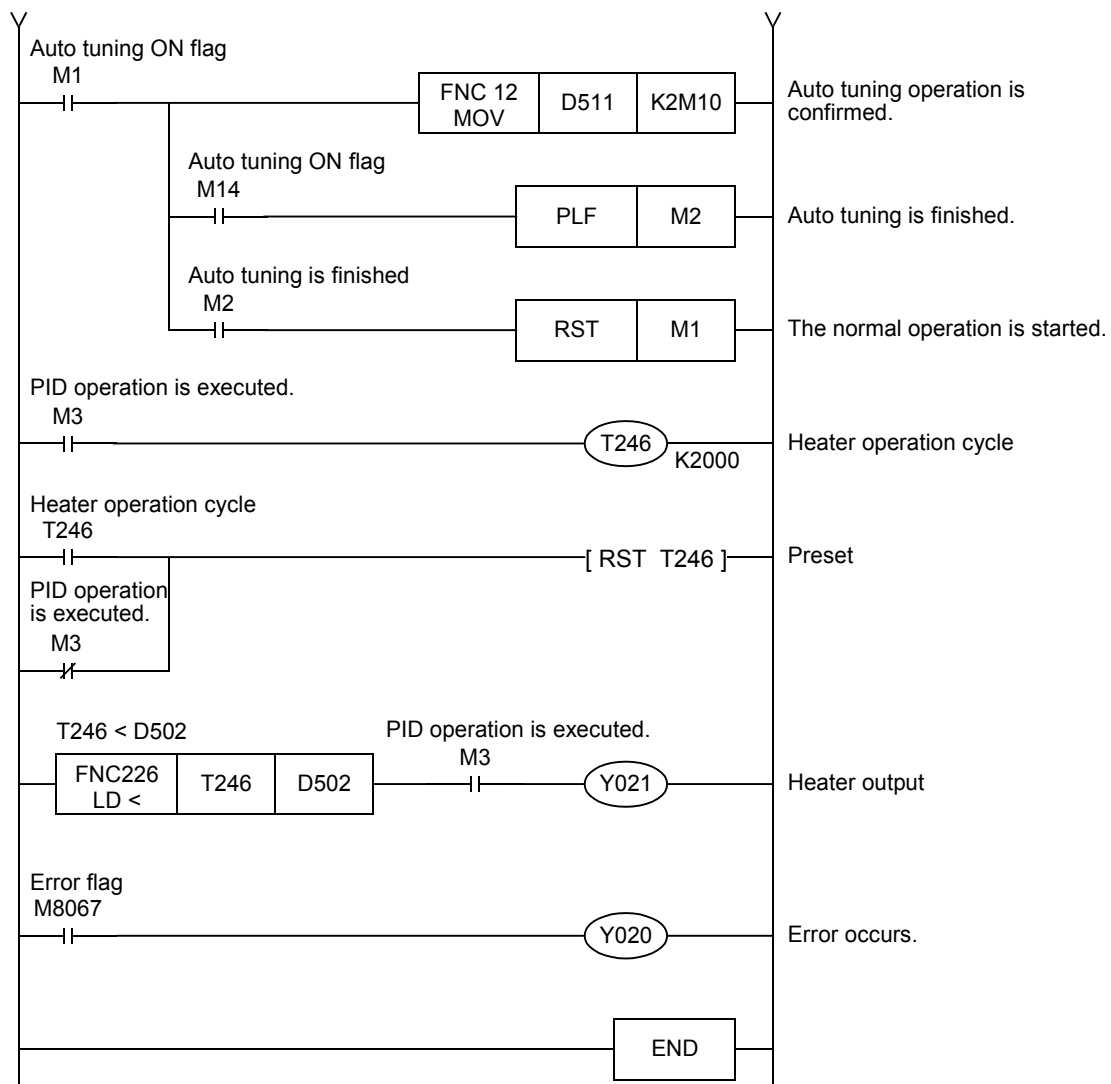 Auto tuning ON flag
M1
FNC 12
MOV
D511
K2M10
Auto tuning operation is
confirmed.
Auto tuning ON flag
M14
PLF
M2
Auto tuning is finished.
Auto tuning is finished
M2
RST
M1
The normal operation is started.
PID operation is executed.
M3
T246
K2000
Heater operation cycle
Heater operation cycle
T246
[ RST T246 ]
Preset
PID operation
is executed.
M3
T246 < D502
FNC226
LD <
T246
D502
PID operation is executed.
M3
Y021
Heater output
Error flag
M8067
Y020
Error occurs.
END